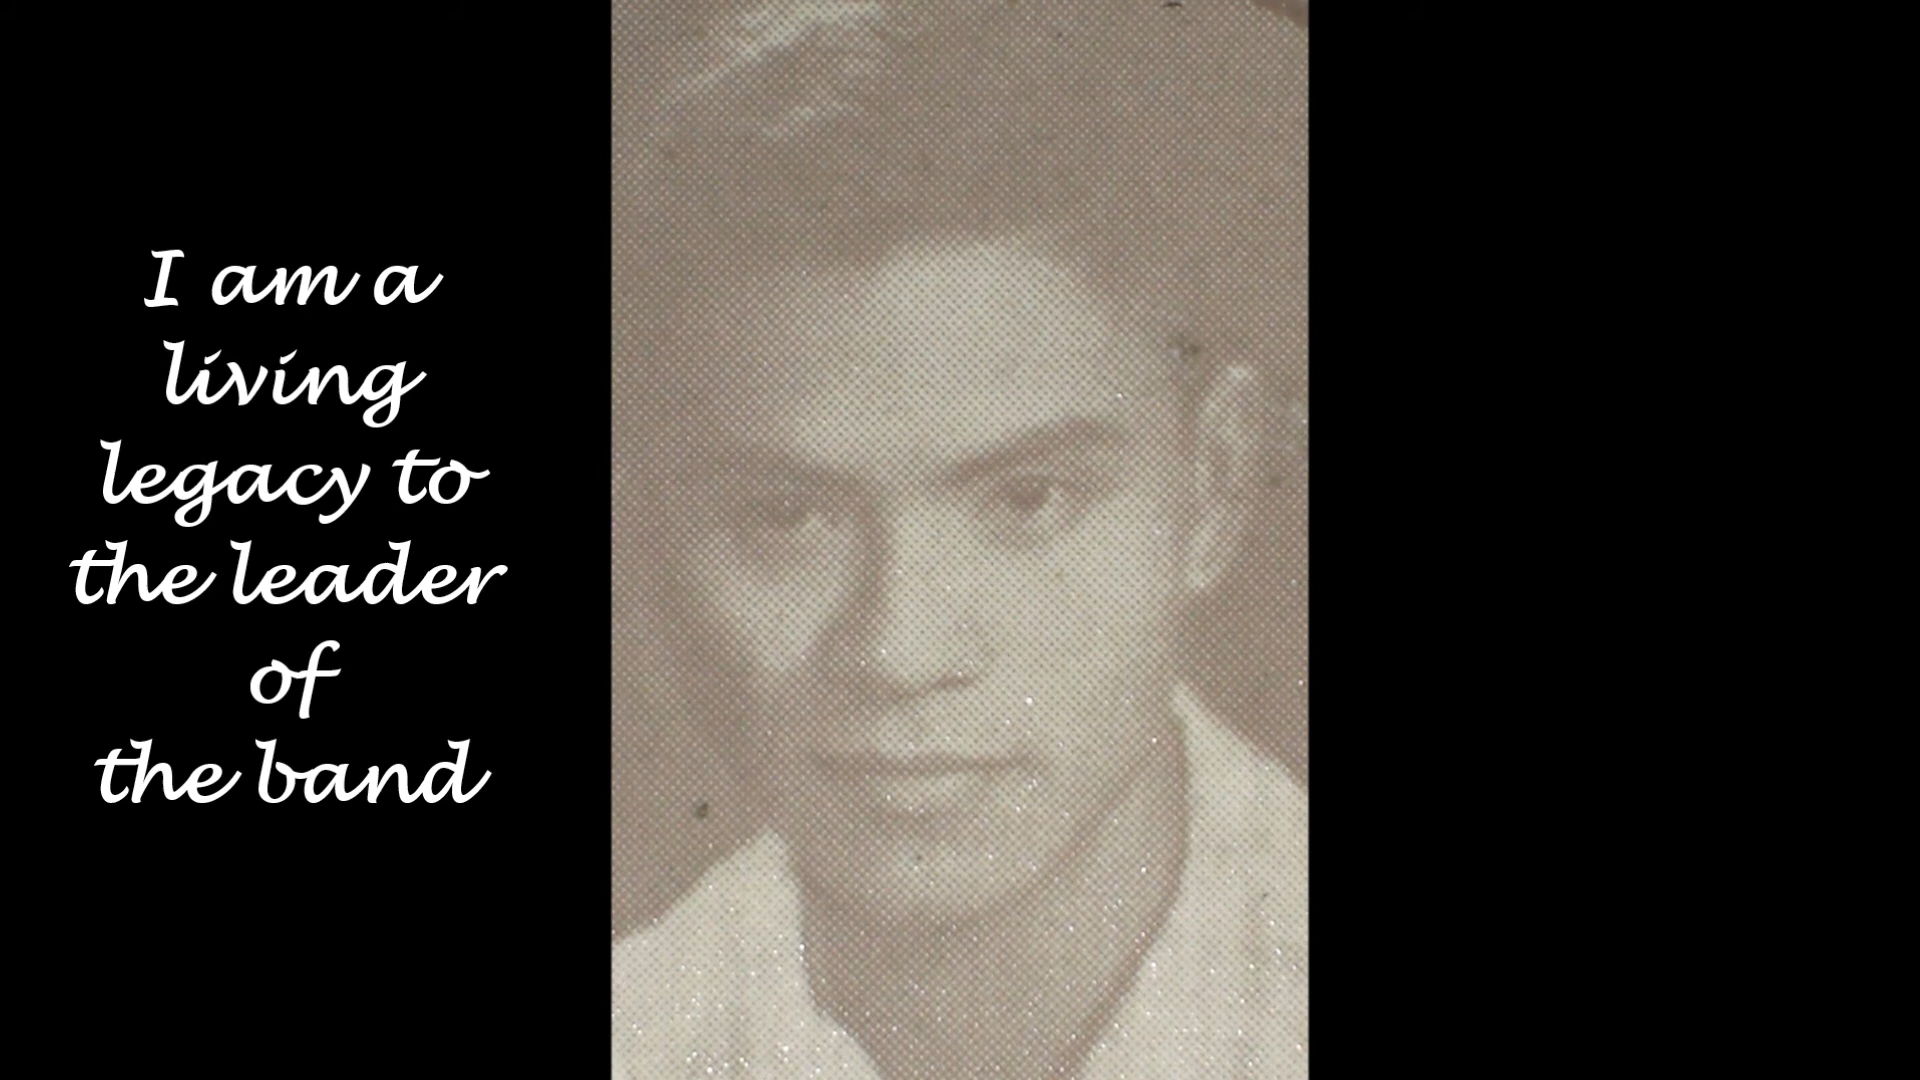 I am a
living
legacy to
the leader
of
the band